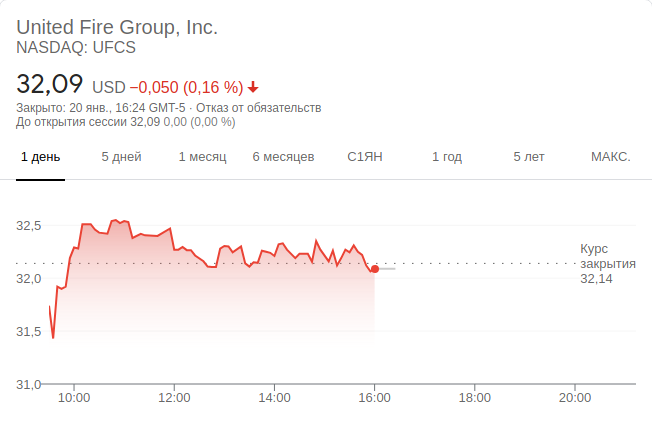 United Fire Group, Inc.
NASDAQ: UFCS
32,09 USD −0,050 (0,16 %)
Закрыто: 20 янв., 16:24 GMT-5 · Отказ от обязательств
До открытия сессии 32,09 0,00 (0,00 %)
1 день 5 дней 1 месяц 6 месяцев С1ЯН 1 год 5 лет МАКС.
32,5
32,0
31,5
31,0
Курс
закрытия
32,14
10:00 12:00 14:00 16:00 18:00 20:00